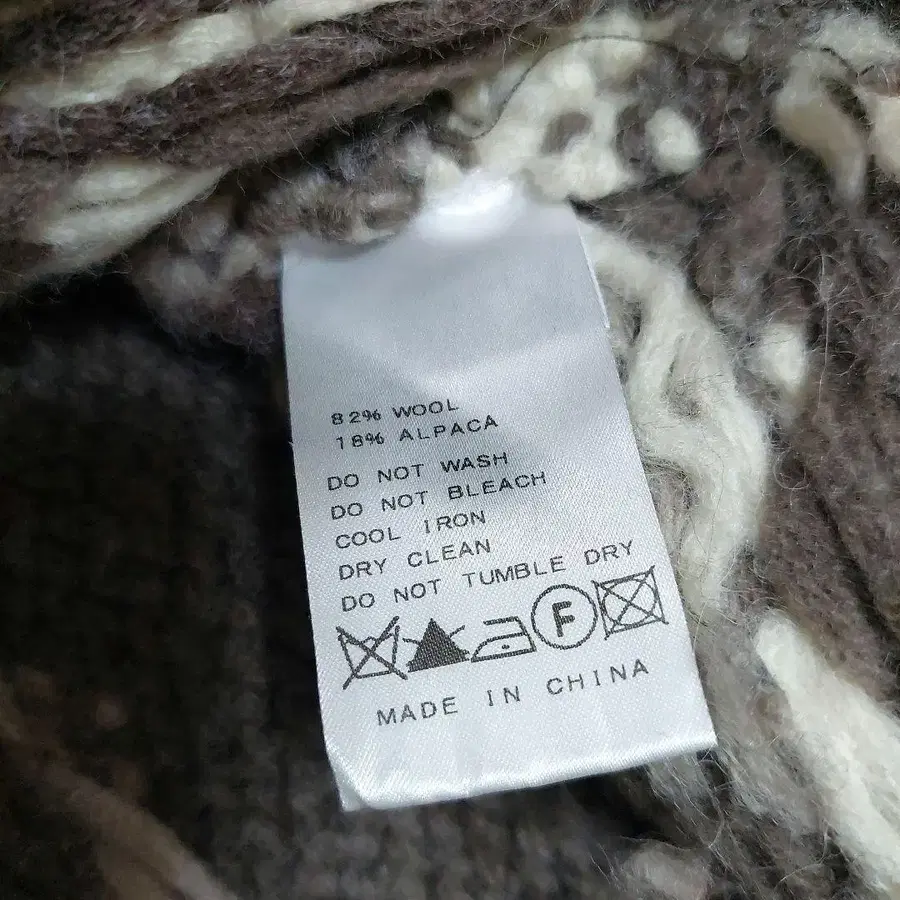 82% WOOL
18% ALPACA
DO NOT WASH
DO NOT BLEACH
COOL IRON
DRY CLEAN
DO NOT TUMBLE DRY
F
MADE IN CHINA